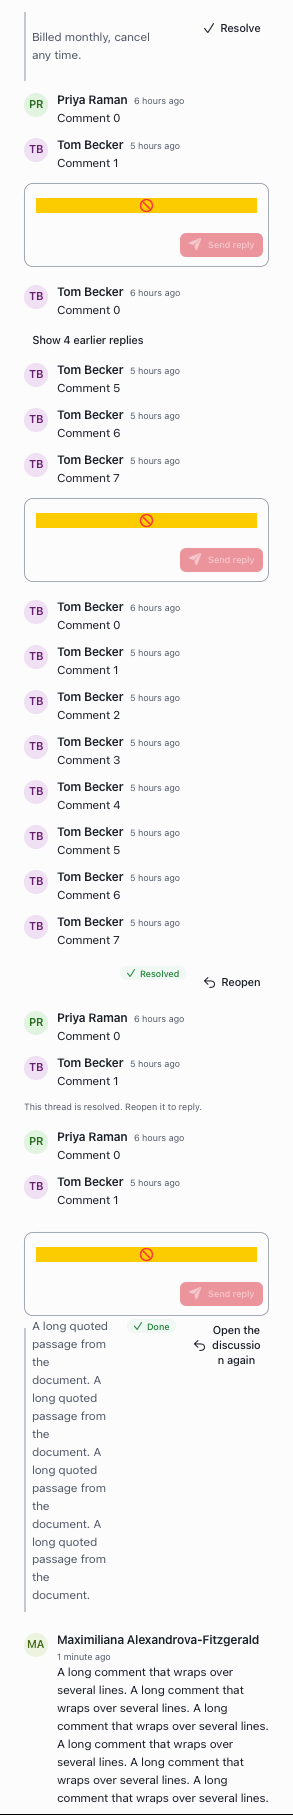 Billed monthly, cancel
any time.
Resolve
PR Priya Raman 6 hours ago
Comment 0
TB Tom Becker 5 hours ago
Comment 1
Send reply
TB Tom Becker 6 hours ago
Comment 0
Show 4 earlier replies
TB Tom Becker 5 hours ago
Comment 5
TB Tom Becker 5 hours ago
Comment 6
TB Tom Becker 5 hours ago
Comment 7
Send reply
TB Tom Becker 6 hours ago
Comment 0
TB Tom Becker 5 hours ago
Comment 1
TB Tom Becker 5 hours ago
Comment 2
TB Tom Becker 5 hours ago
Comment 3
TB Tom Becker 5 hours ago
Comment 4
TB Tom Becker 5 hours ago
Comment 5
TB Tom Becker 5 hours ago
Comment 6
TB Tom Becker 5 hours ago
Comment 7
Resolved
Reopen
PR Priya Raman 6 hours ago
Comment 0
TB Tom Becker 5 hours ago
Comment 1
This thread is resolved. Reopen it to reply.
PR Priya Raman 6 hours ago
Comment 0
TB Tom Becker 5 hours ago
Comment 1
Send reply
A long quoted
passage from
the
document. A
long quoted
passage from
the
document. A
long quoted
passage from
the
document. A
long quoted
passage from
the
document.
Done
Open the
discussio
n again
MA Maximiliana Alexandrova-Fitzgerald
1 minute ago
A long comment that wraps over
several lines. A long comment that
wraps over several lines. A long
comment that wraps over several lines.
A long comment that wraps over
several lines. A long comment that
wraps over several lines. A long
comment that wraps over several lines.